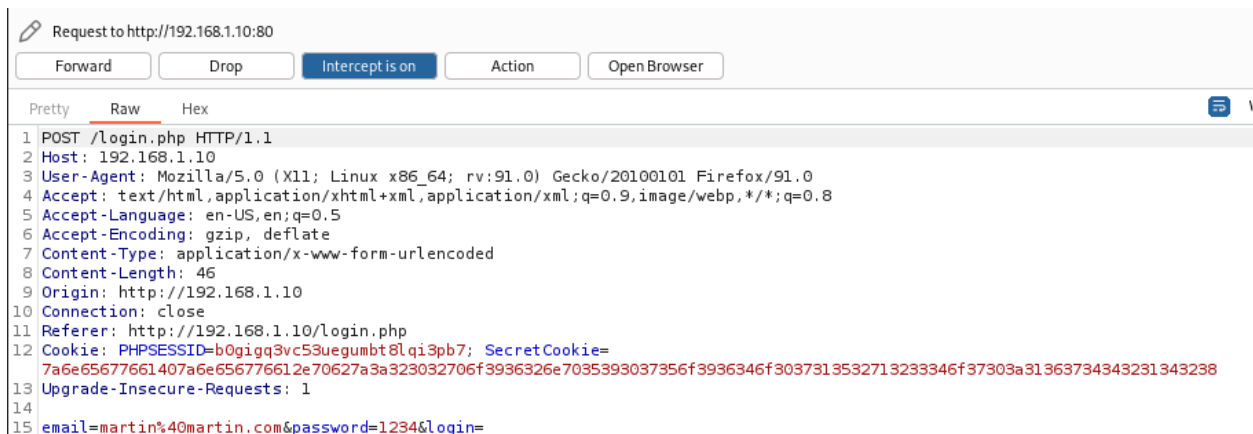 Request to http://192.168.1.10:80
Forward Drop Intercept is on Action Open Browser
Pretty Raw Hex
1 POST /login.php HTTP/1.1
2 Host: 192.168.1.10
3 User-Agent: Mozilla/5.0 (X11; Linux x86_64; rv:91.0) Gecko/20100101 Firefox/91.0
4 Accept: text/html,application/xhtml+xml,application/xml;q=0.9,image/webp,*/*;q=0.8
5 Accept-Language: en-US,en;q=0.5
6 Accept-Encoding: gzip, deflate
7 Content-Type: application/x-www-form-urlencoded
8 Content-Length: 46
9 Origin: http://192.168.1.10
10 Connection: close
11 Referer: http://192.168.1.10/login.php
12 Cookie: PHPSESSID=b0gigq3vc53uegumbt8lqi3pb7; SecretCookie=
7a6e65677661407a6e656776612e70627a3a323032706f3936326e7035393037356f3936346f3037313532713233346f37303a31363734343231343238
13 Upgrade-Insecure-Requests: 1
14
15 email=martin%40martin.com&password=1234&login=